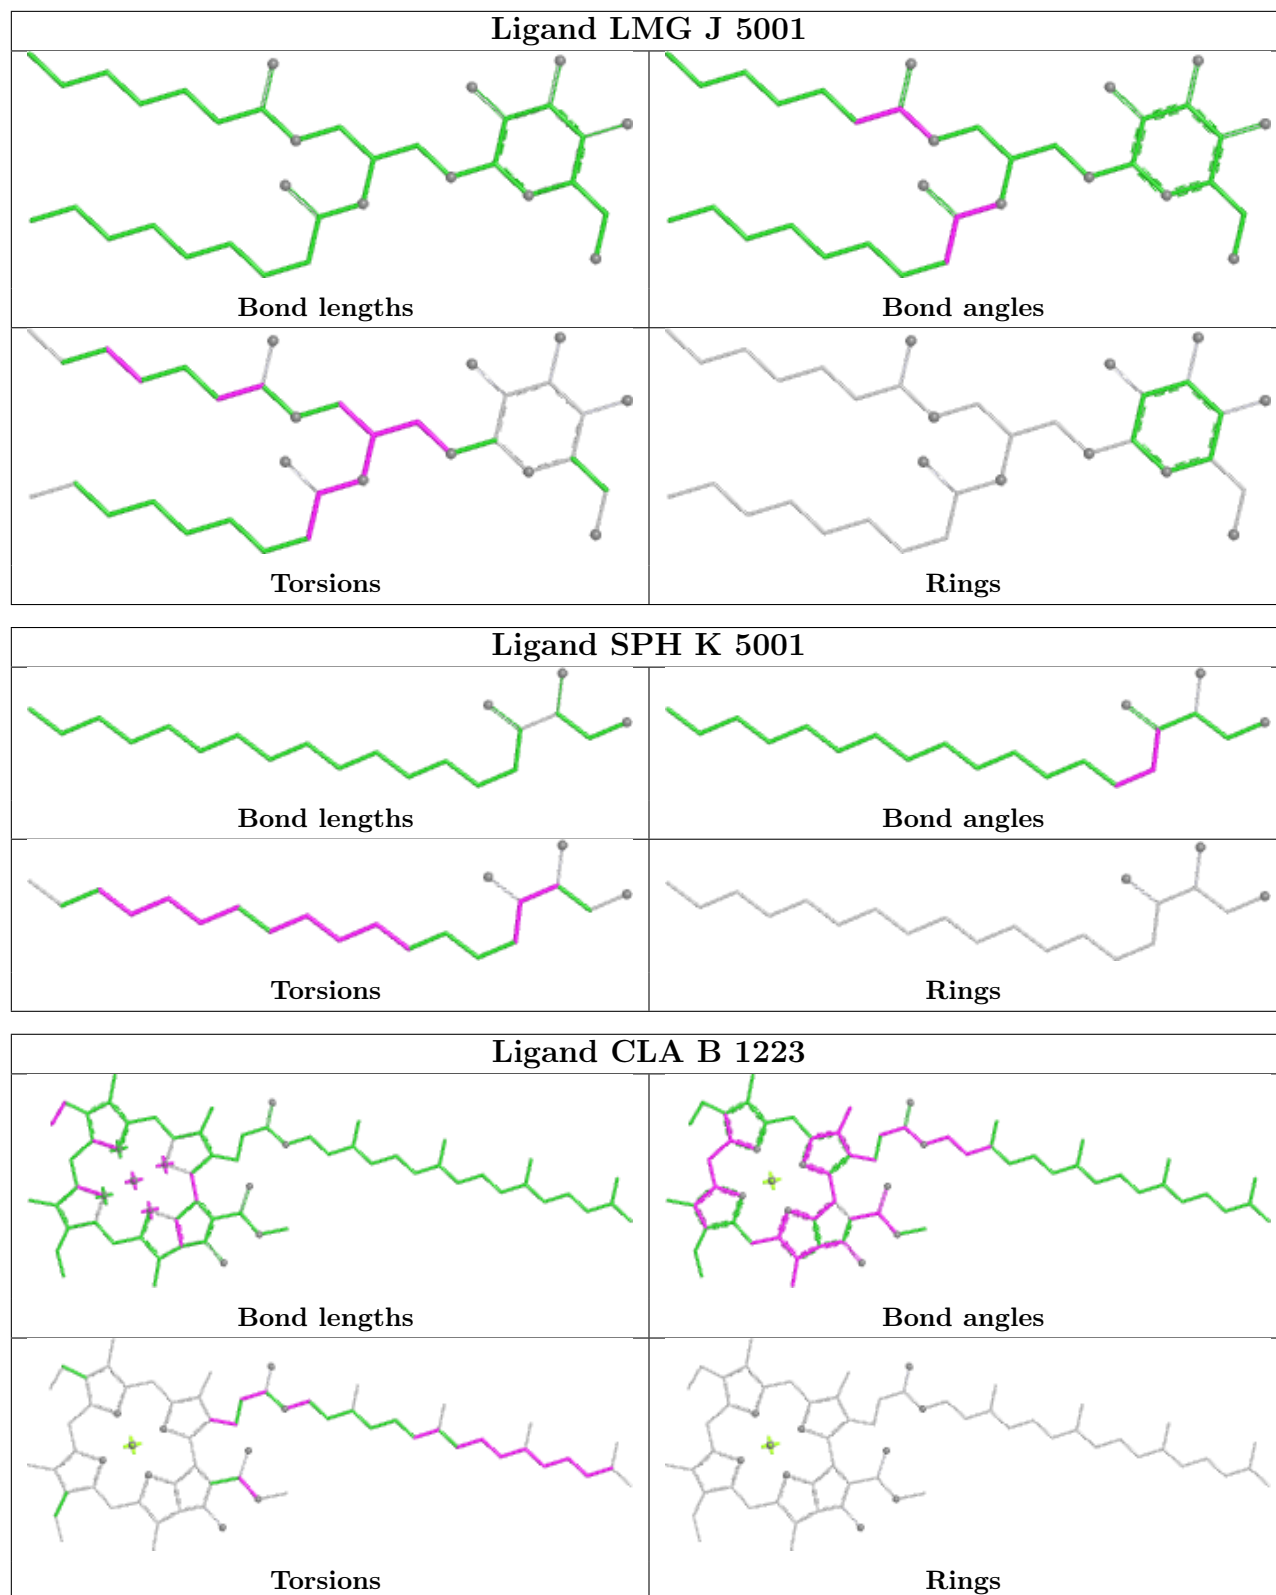 Ligand LMG J 5001
Bond lengths
Bond angles
Torsions
Rings
Ligand SPH K 5001
Bond lengths
Bond angles
Torsions
Rings
Ligand CLA B 1223
Bond lengths
Bond angles
Torsions
Rings